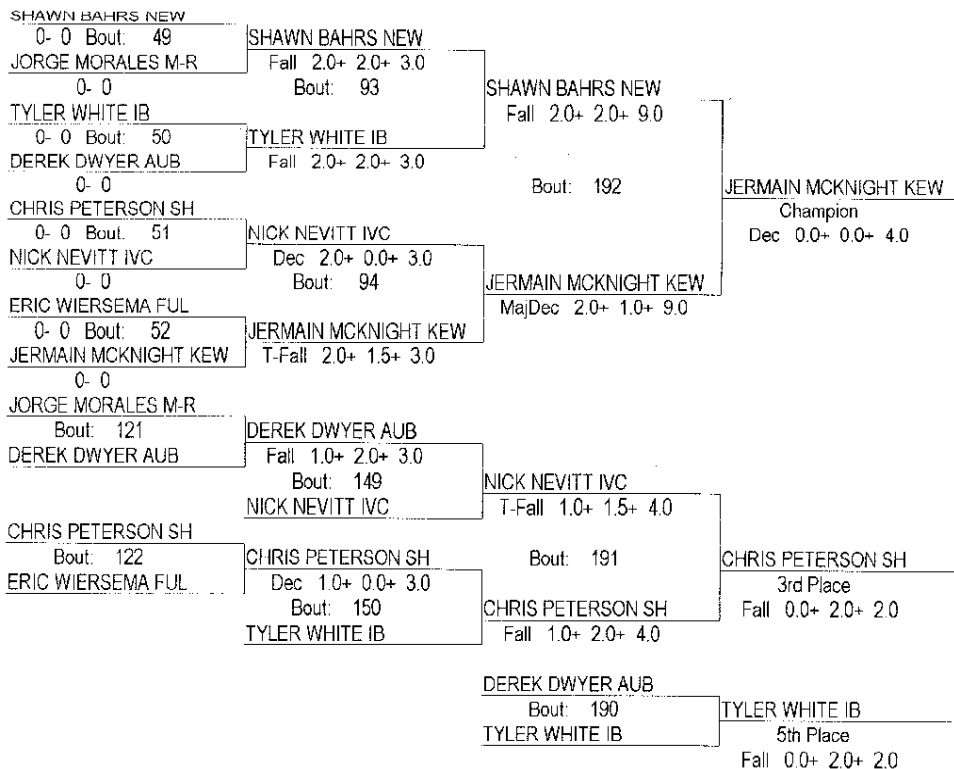 SHAWN BAHRS NEW
0- 0 Bout: 49
JORGE MORALES M-R
0- 0
TYLER WHITE IB
0- 0 Bout: 50
DEREK DWYER AUB
0- 0
CHRIS PETERSON SH
0- 0 Bout: 51
NICK NEVITT IVC
0- 0
ERIC WIERSEMA FUL
0- 0 Bout: 52
JERMAIN MCKNIGHT KEW
0- 0
SHAWN BAHRS NEW
Fall 2.0+ 2.0+ 3.0
Bout: 93
TYLER WHITE IB
Fall 2.0+ 2.0+ 3.0
NICK NEVITT IVC
Dec 2.0+ 0.0+ 3.0
Bout: 94
JERMAIN MCKNIGHT KEW
T-Fall 2.0+ 1.5+ 3.0
SHAWN BAHRS NEW
Fall 2.0+ 2.0+ 9.0
Bout: 192
JERMAIN MCKNIGHT KEW
MajDec 2.0+ 1.0+ 9.0
JERMAIN MCKNIGHT KEW
Champion
Dec 0.0+ 0.0+ 4.0
JORGE MORALES M-R
Bout: 121
DEREK DWYER AUB
CHRIS PETERSON SH
Bout: 122
ERIC WIERSEMA FUL
DEREK DWYER AUB
Fall 1.0+ 2.0+ 3.0
Bout: 149
NICK NEVITT IVC
CHRIS PETERSON SH
Dec 1.0+ 0.0+ 3.0
Bout: 150
TYLER WHITE IB
NICK NEVITT IVC
T-Fall 1.0+ 1.5+ 4.0
Bout: 191
CHRIS PETERSON SH
Fall 1.0+ 2.0+ 4.0
CHRIS PETERSON SH
3rd Place
Fall 0.0+ 2.0+ 2.0
DEREK DWYER AUB
Bout: 190
TYLER WHITE IB
TYLER WHITE IB
5th Place
Fall 0.0+ 2.0+ 2.0